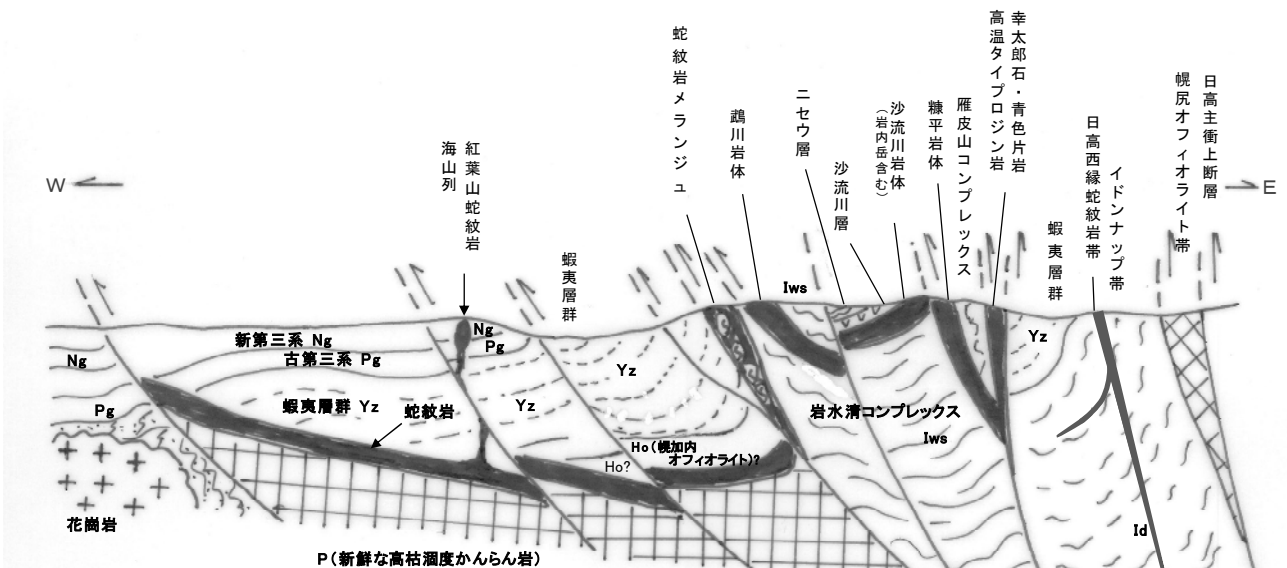 W
E
海山列
紅葉山蛇紋岩
蝦夷層群
蛇紋岩メランジュ
鵡川岩体
ニセウ層
沙流川層
(岩内岳含む)
沙流川岩体
糠平岩体
雁皮山コンプレックス
高温タイプロジン岩
幸太郎石・青色片岩
蝦夷層群
日高西縁蛇紋岩帯
イドンナップ帯
幌尻オフィオライト帯
日高主衝上断層
Iws
新第三系 Ng
Ng
Pg
古第三系 Pg
Ng
Yz
Yz
蝦夷層群 Yz
蛇紋岩
Yz
Pg
岩水清コンプレックス
Iws
Ho(幌加内
オフィオライト)?
Ho?
花崗岩
Id
P(新鮮な高枯涸度かんらん岩)